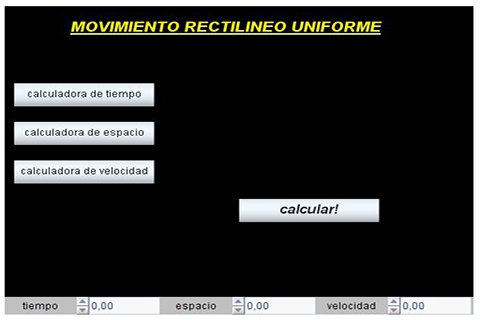 MOVIMIENTO RECTILINEO UNIFORME
calculadora de tiempo
calculadora de espacio
calculadora de velocidad
calcular!
tiempo 0,00 espacio 0,00 velocidad 0,00